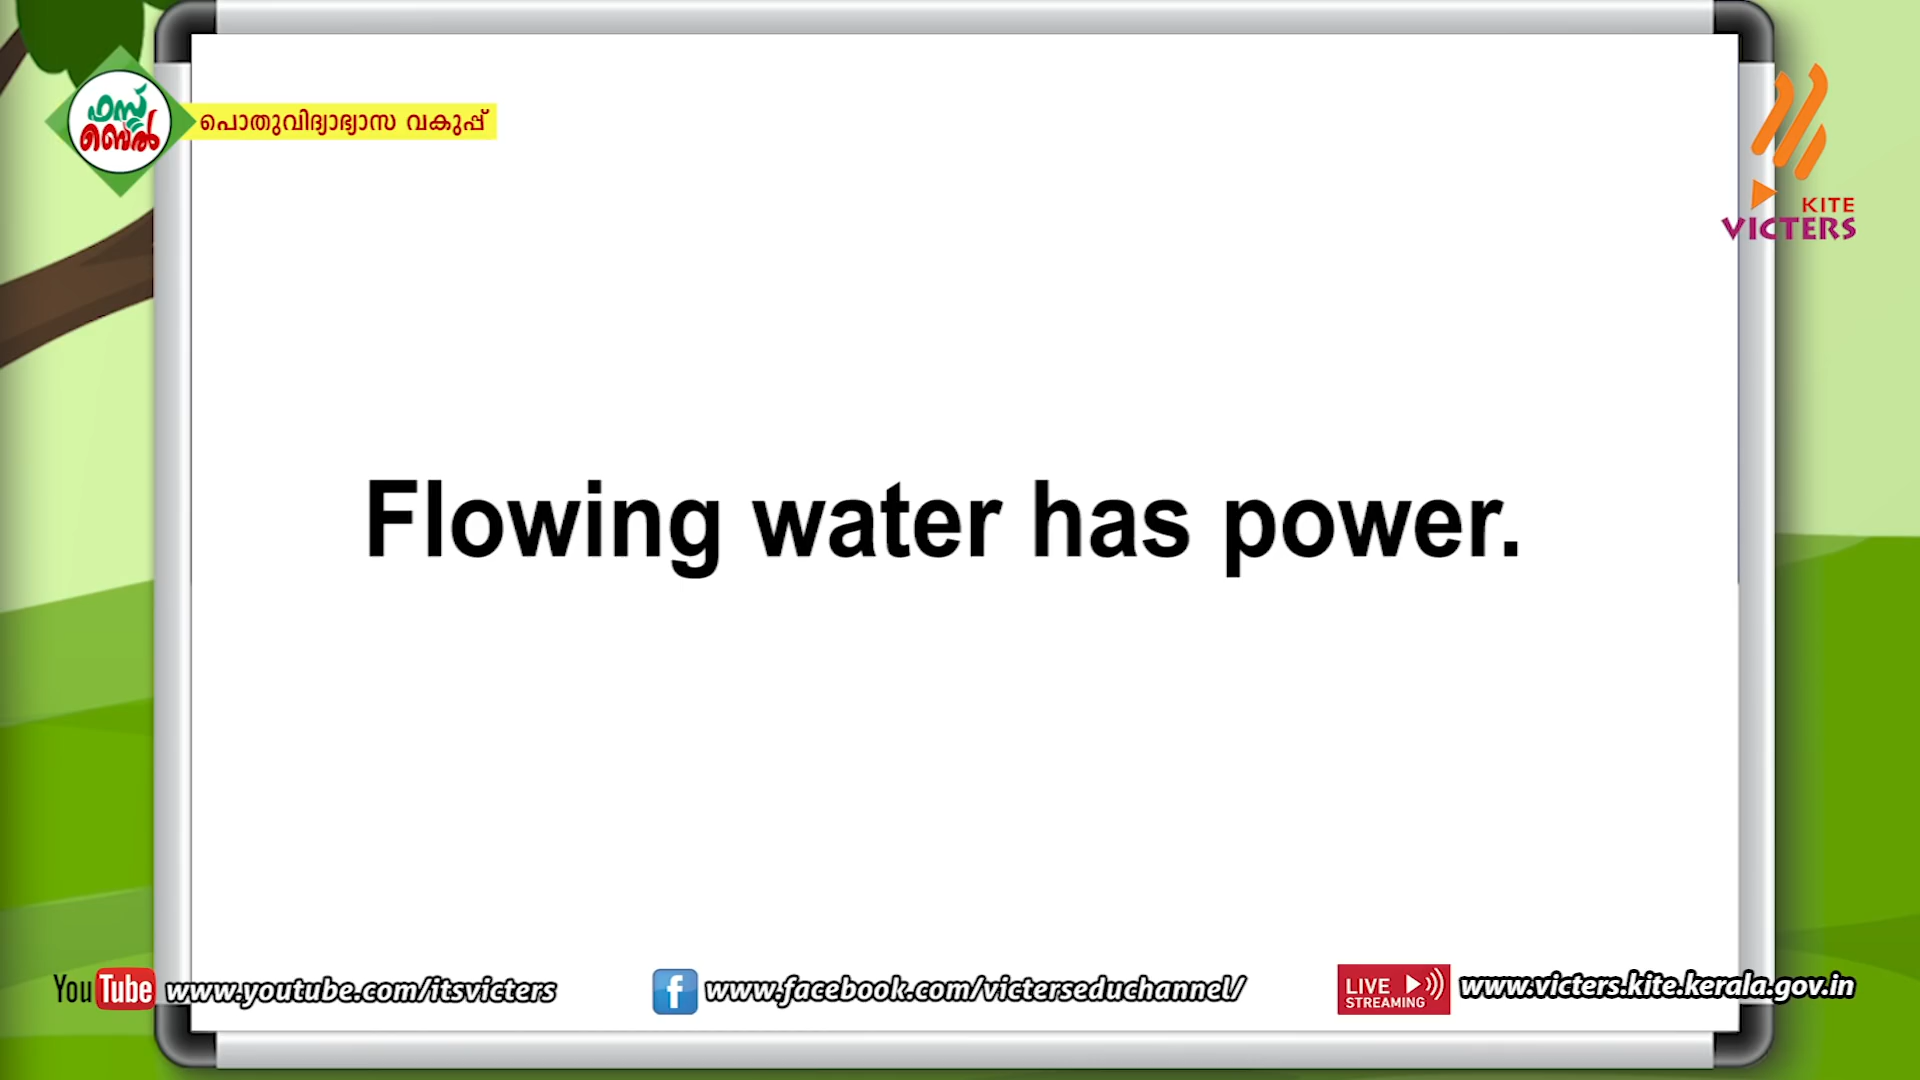 ഫസ്റ്റ്
ബെൽ
പൊതുവിദ്യാഭ്യാസ വകുപ്പ്
KITE
VICTERS
Flowing water has power.
YouTube www.youtube.com/itsvicters
f www.facebook.com/victerseduchannel/
LIVE STREAMING www.victers.kite.kerala.gov.in